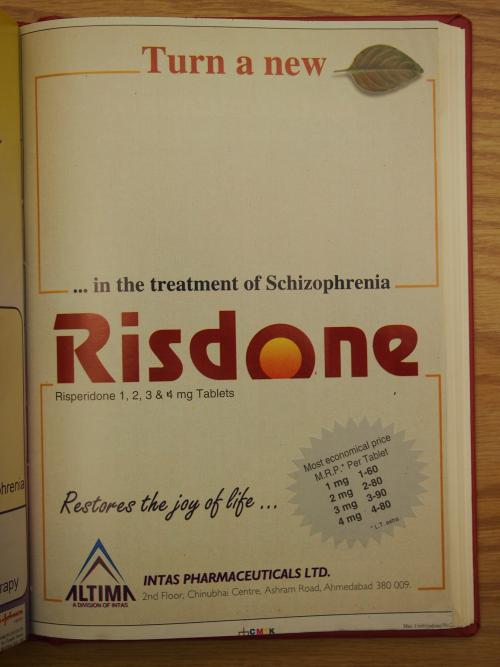 Turn a new
... in the treatment of Schizophrenia
Risdone
Risperidone 1, 2, 3 & 4 mg Tablets
Most economical price
M.R.P.* Per Tablet
1 mg 1-60
2 mg 2-80
3 mg 3-90
4 mg 4-80
* L.T. extra
Restores the joy of life ...
ALTIMA
A DIVISION OF INTAS
INTAS PHARMACEUTICALS LTD.
2nd Floor, Chinubhai Centre, Ashram Road, Ahmedabad 380 009.
CMYK
hrenia
rapy